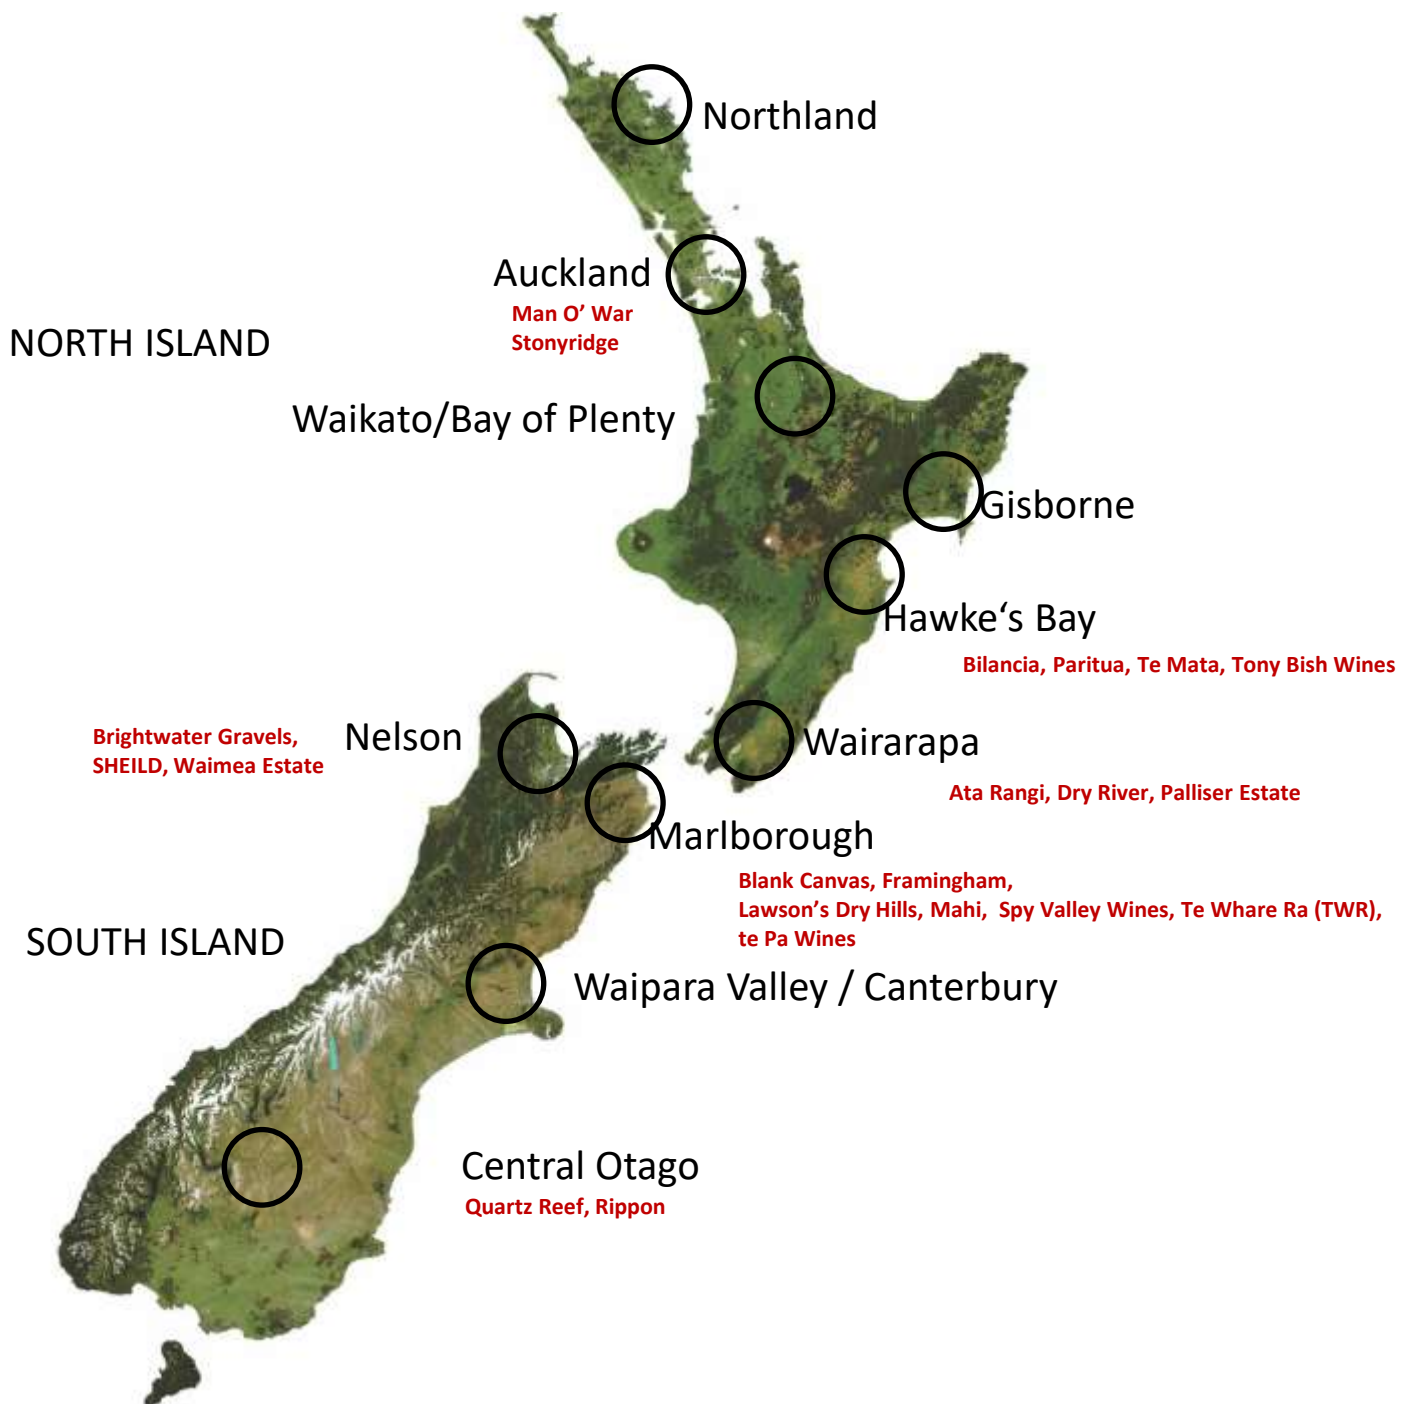 Northland
Auckland
Man O’ War
Stonyridge
NORTH ISLAND
Waikato/Bay of Plenty
Gisborne
Hawke‘s Bay
Bilancia, Paritua, Te Mata, Tony Bish Wines
Nelson
Brightwater Gravels,
SHEILD, Waimea Estate
Wairarapa
Ata Rangi, Dry River, Palliser Estate
Marlborough
Blank Canvas, Framingham,
Lawson’s Dry Hills, Mahi, Spy Valley Wines, Te Whare Ra (TWR),
te Pa Wines
SOUTH ISLAND
Waipara Valley / Canterbury
Central Otago
Quartz Reef, Rippon